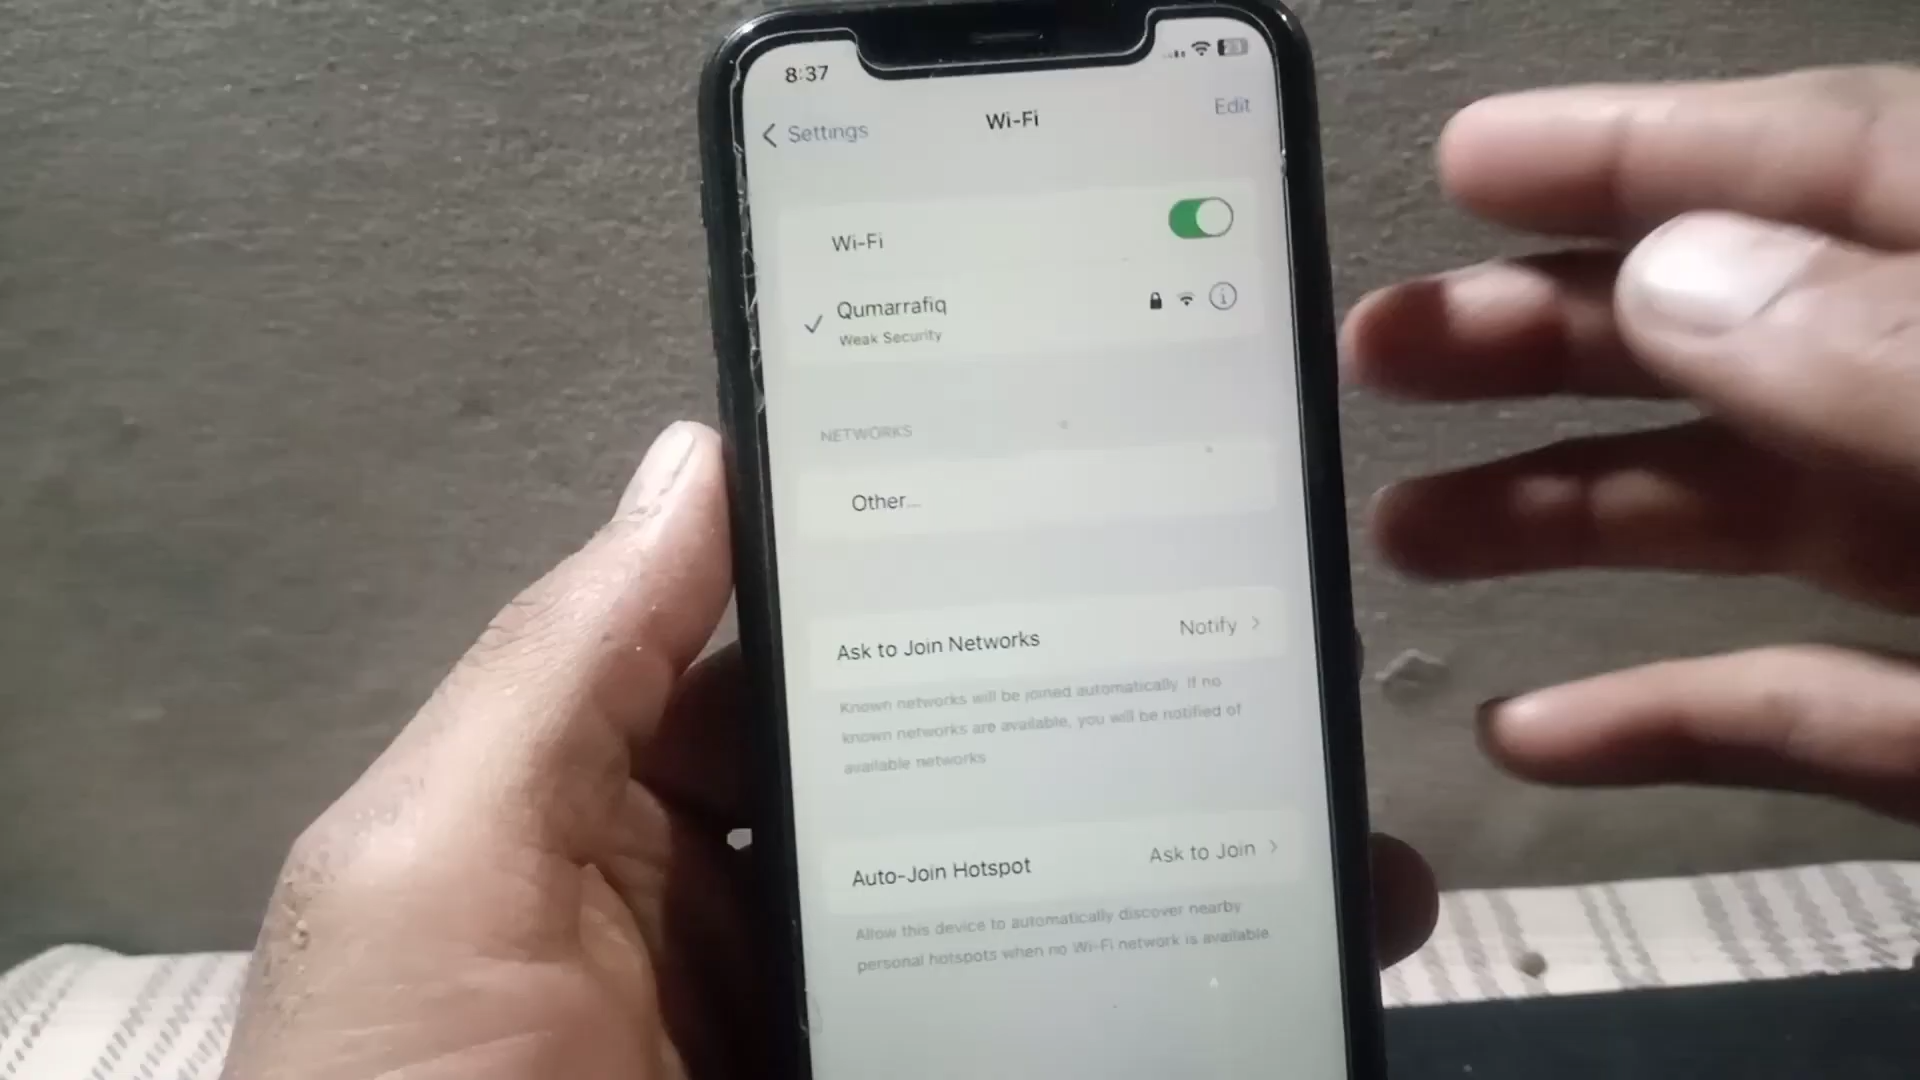 8:37
Settings
Wi-Fi
Edit
Wi-Fi
Qumarrafiq
Weak Security
NETWORKS
Other...
Ask to Join Networks
Notify
Known networks will be joined automatically. If no
known networks are available, you will be notified of
available networks
Auto-Join Hotspot
Ask to Join
Allow this device to automatically discover nearby
personal hotspots when no Wi-Fi network is available.